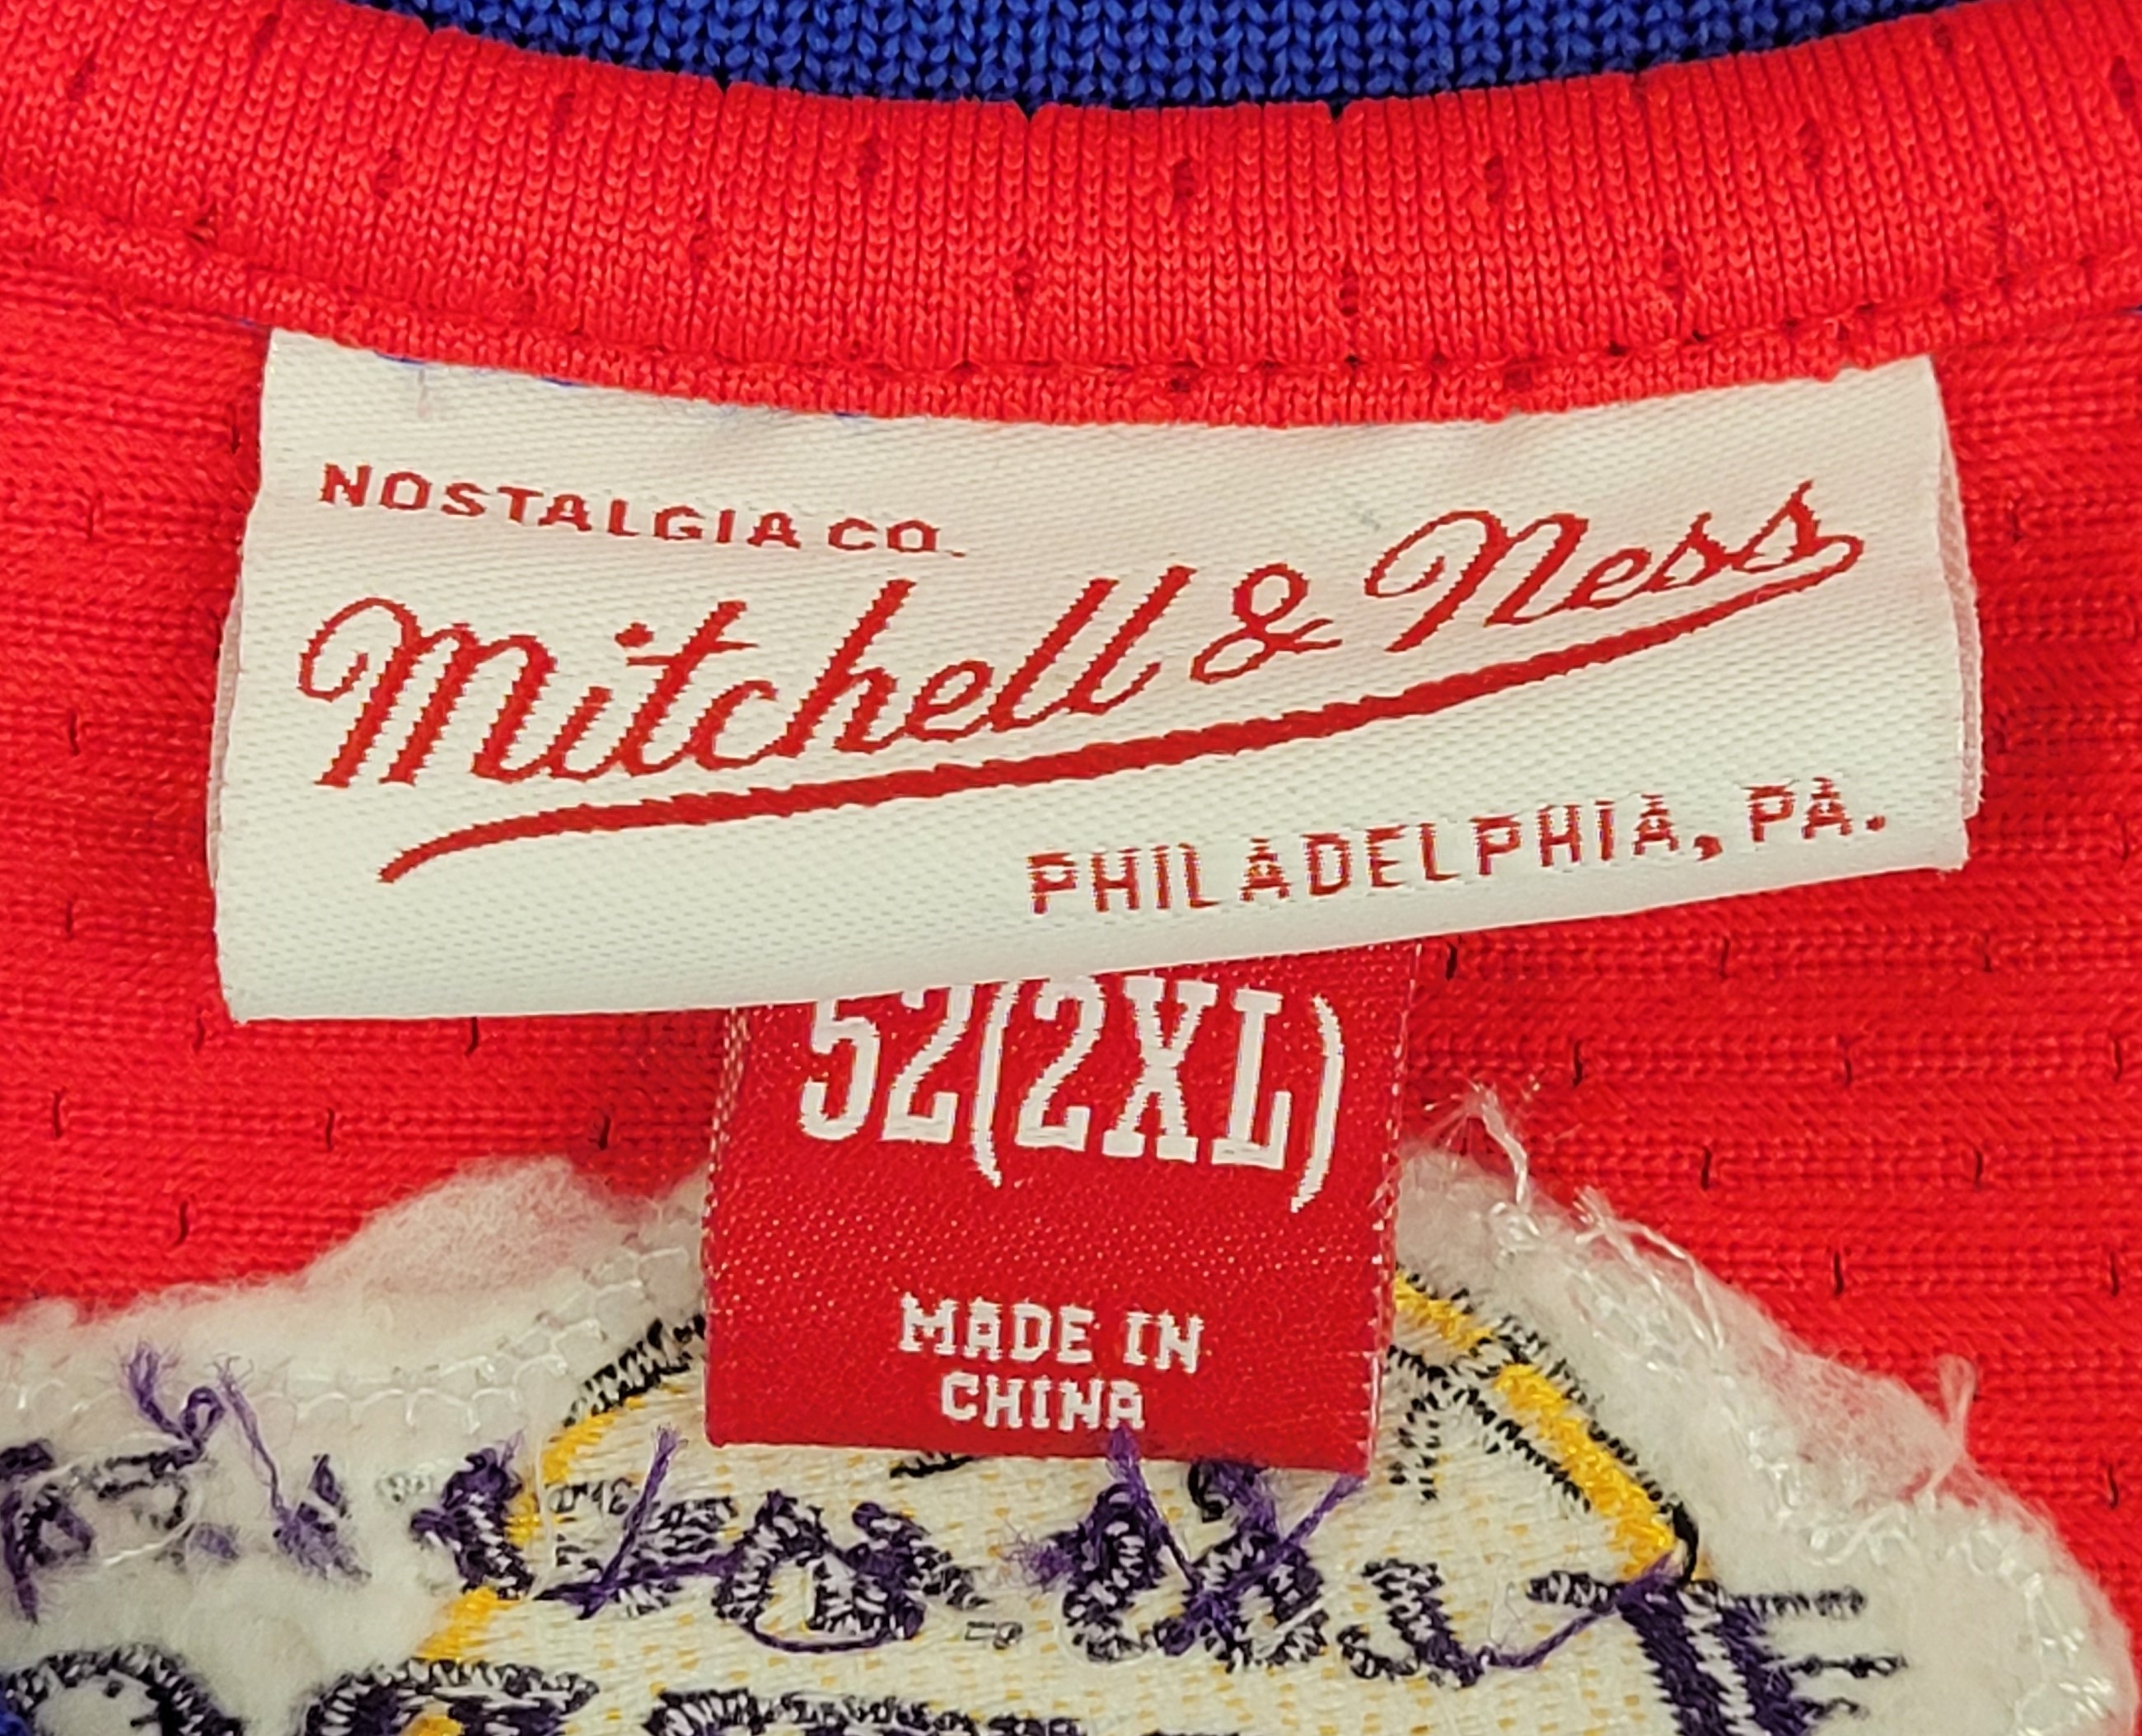 NOSTALGIA CO.
Mitchell & Ness
PHILADELPHIA, PA.
52(2XL)
MADE IN
CHINA